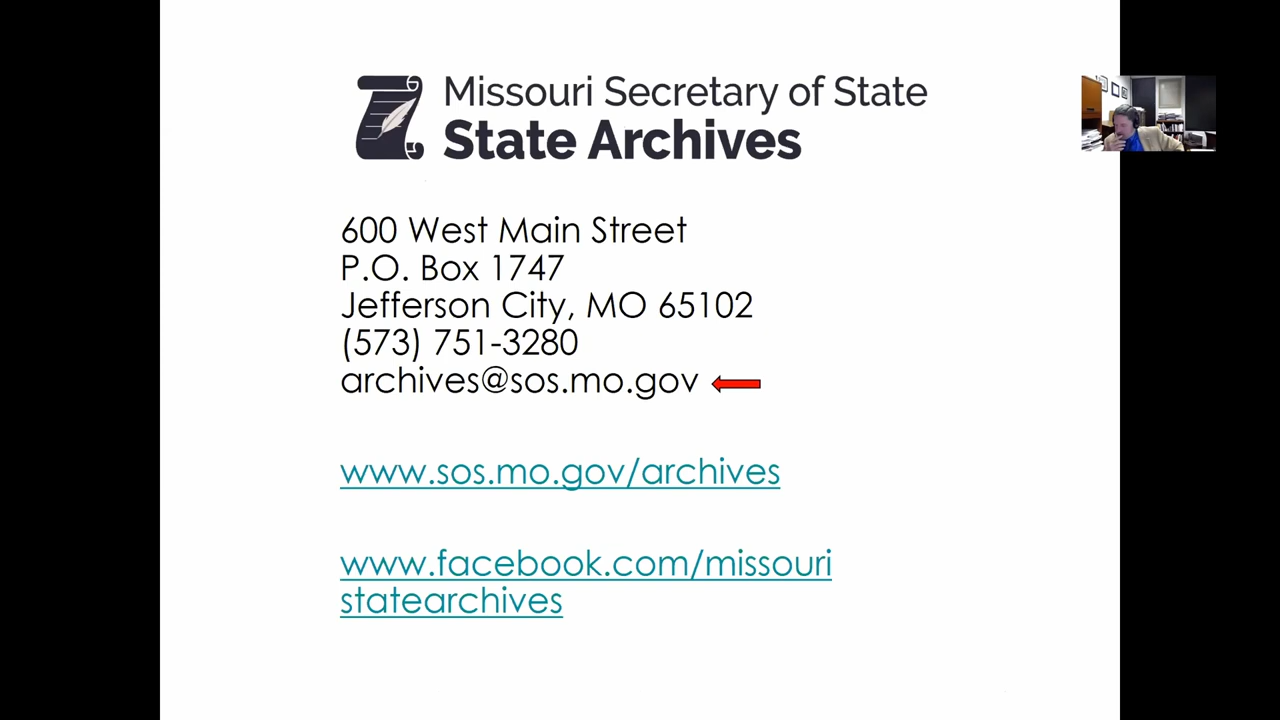 Missouri Secretary of State
State Archives
600 West Main Street
P.O. Box 1747
Jefferson City, MO 65102
(573) 751-3280
archives@sos.mo.gov
www.sos.mo.gov/archives
www.facebook.com/missouri
statearchives